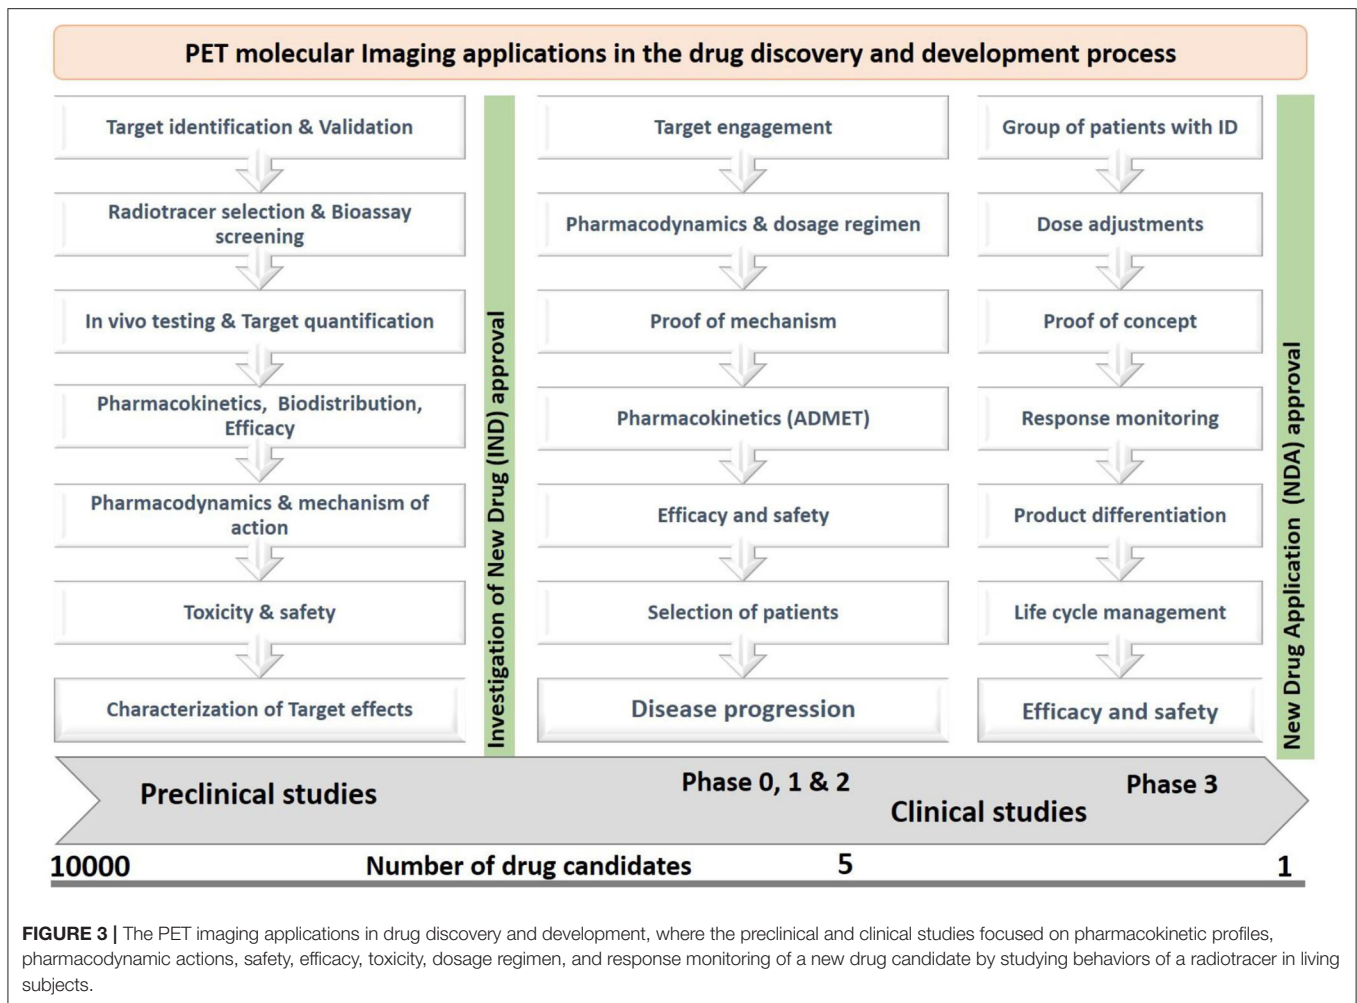 PET molecular Imaging applications in the drug discovery and development process
Target identification & Validation
Radiotracer selection & Bioassay
screening
In vivo testing & Target quantification
Pharmacokinetics, Biodistribution,
Efficacy
Pharmacodynamics & mechanism of
action
Toxicity & safety
Characterization of Target effects
Investigation of New Drug (IND) approval
Target engagement
Pharmacodynamics & dosage regimen
Proof of mechanism
Pharmacokinetics (ADMET)
Efficacy and safety
Selection of patients
Disease progression
Group of patients with ID
Dose adjustments
Proof of concept
Response monitoring
Product differentiation
Life cycle management
Efficacy and safety
New Drug Application (NDA) approval
Preclinical studies
Phase 0, 1 & 2
Clinical studies
Phase 3
10000
Number of drug candidates
5
1
FIGURE 3 | The PET imaging applications in drug discovery and development, where the preclinical and clinical studies focused on pharmacokinetic profiles,
pharmacodynamic actions, safety, efficacy, toxicity, dosage regimen, and response monitoring of a new drug candidate by studying behaviors of a radiotracer in living
subjects.